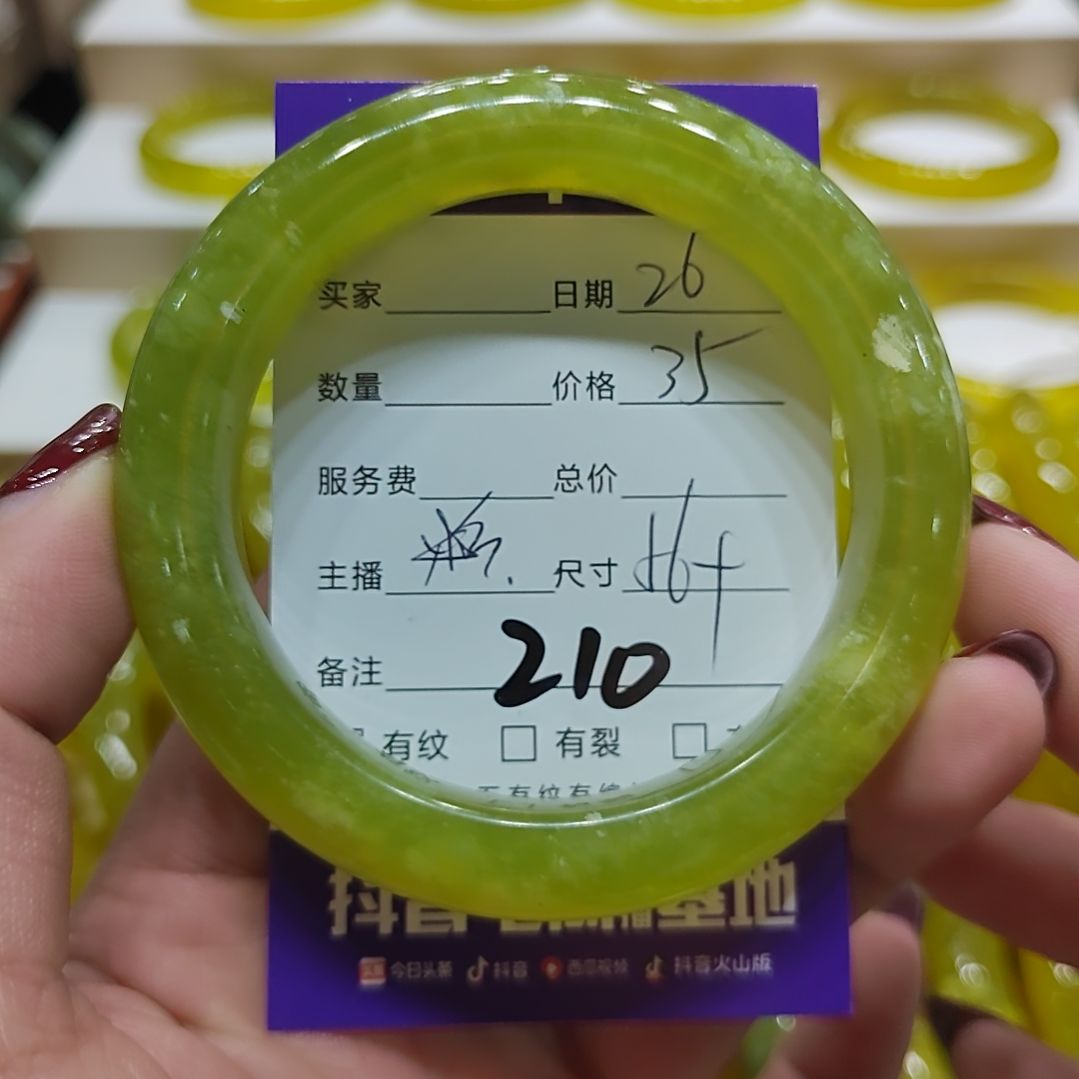 买家 日期 26
数量 价格 35
服务费 总价
主播 尺寸
备注 210
有纹 有裂
抖音 基地
今日头条 抖音 西瓜视频 抖音火山版